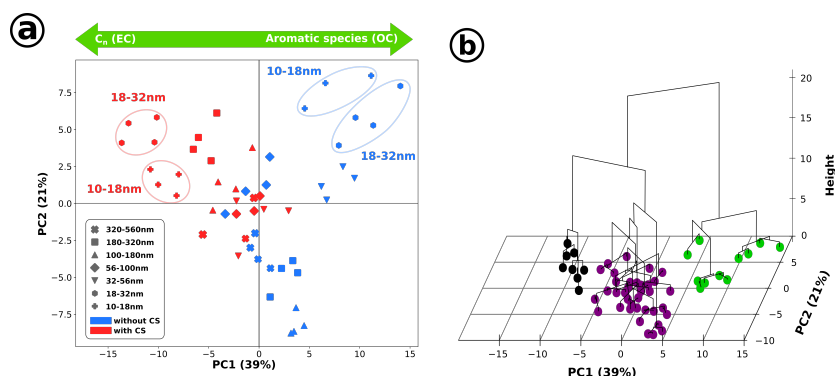 a
Cn (EC)
Aromatic species (OC)
10-18nm
18-32nm
18-32nm
10-18nm
7.5
5.0
2.5
0.0
−2.5
−5.0
−7.5
PC2 (21%)
320-560nm
180-320nm
100-180nm
56-100nm
32-56nm
18-32nm
10-18nm
without CS
with CS
−15
−10
−5
0
5
10
15
PC1 (39%)
b
20
15
10
5
0
Height
5
0
−5
−10
PC2 (21%)
−15
−10
−5
0
5
10
15
PC1 (39%)